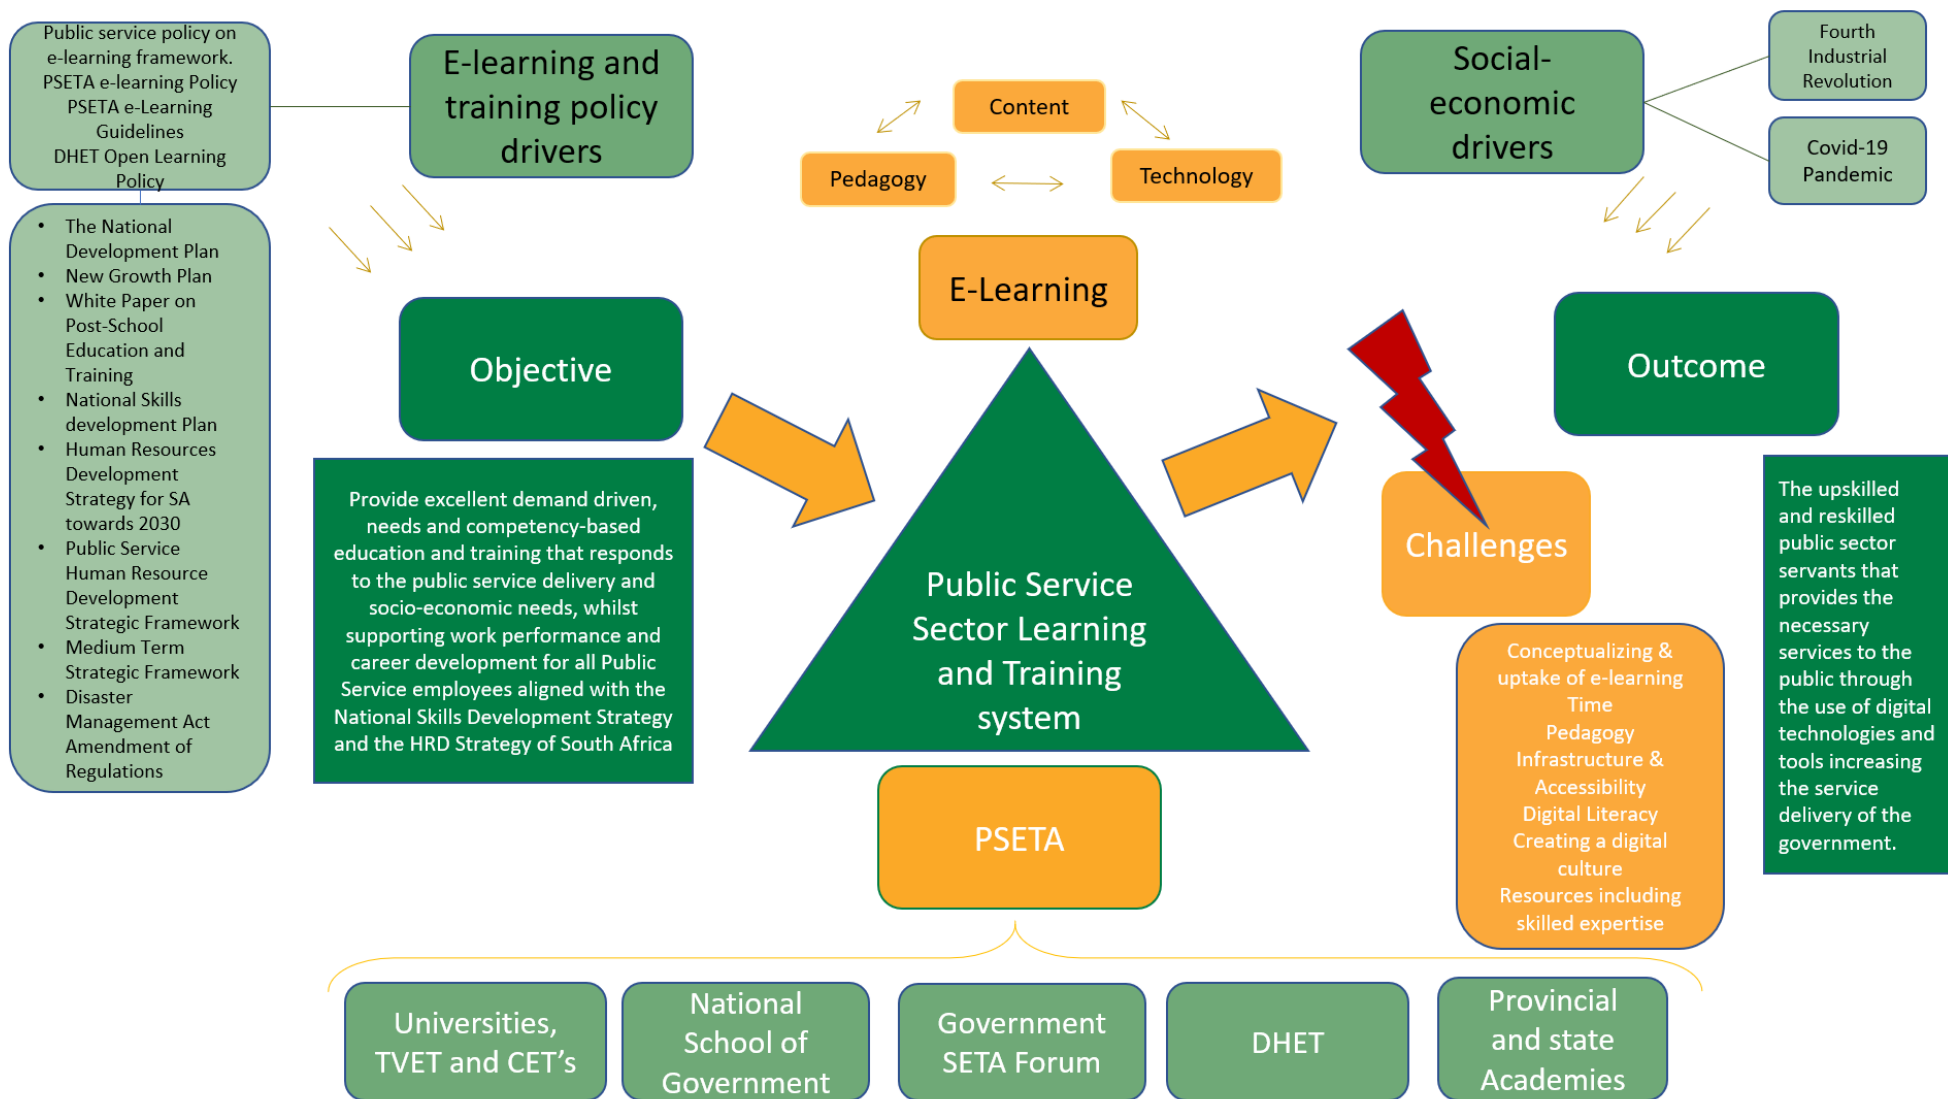 Public service policy on
e-learning framework.
PSETA e-learning Policy
PSETA e-Learning
Guidelines
DHET Open Learning
Policy
E-learning and
training policy
drivers
Content
Pedagogy
Technology
E-Learning
Social-
economic
drivers
Fourth
Industrial
Revolution
Covid-19
Pandemic
• The National
Development Plan
• New Growth Plan
• White Paper on
Post-School
Education and
Training
• National Skills
development Plan
• Human Resources
Development
Strategy for SA
towards 2030
• Public Service
Human Resource
Development
Strategic Framework
• Medium Term
Strategic Framework
• Disaster
Management Act
Amendment of
Regulations
Objective
Provide excellent demand driven,
needs and competency-based
education and training that responds
to the public service delivery and
socio-economic needs, whilst
supporting work performance and
career development for all Public
Service employees aligned with the
National Skills Development Strategy
and the HRD Strategy of South Africa
Public Service
Sector Learning
and Training
system
Challenges
Conceptualizing &
uptake of e-learning
Time
Pedagogy
Infrastructure &
Accessibility
Digital Literacy
Creating a digital
culture
Resources including
skilled expertise
Outcome
The upskilled
and reskilled
public sector
servants that
provides the
necessary
services to the
public through
the use of digital
technologies and
tools increasing
the service
delivery of the
government.
PSETA
Universities,
TVET and CET’s
National
School of
Government
Government
SETA Forum
DHET
Provincial
and state
Academies